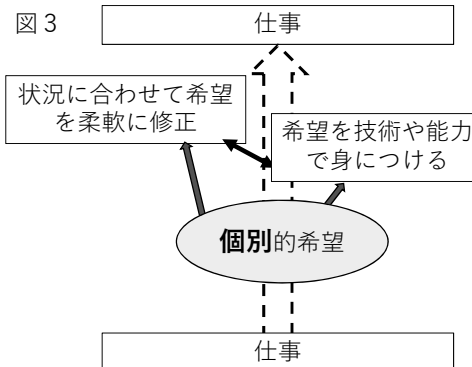 図3
仕事
状況に合わせて希望
を柔軟に修正
希望を技術や能力
で身につける
個別的希望
仕事